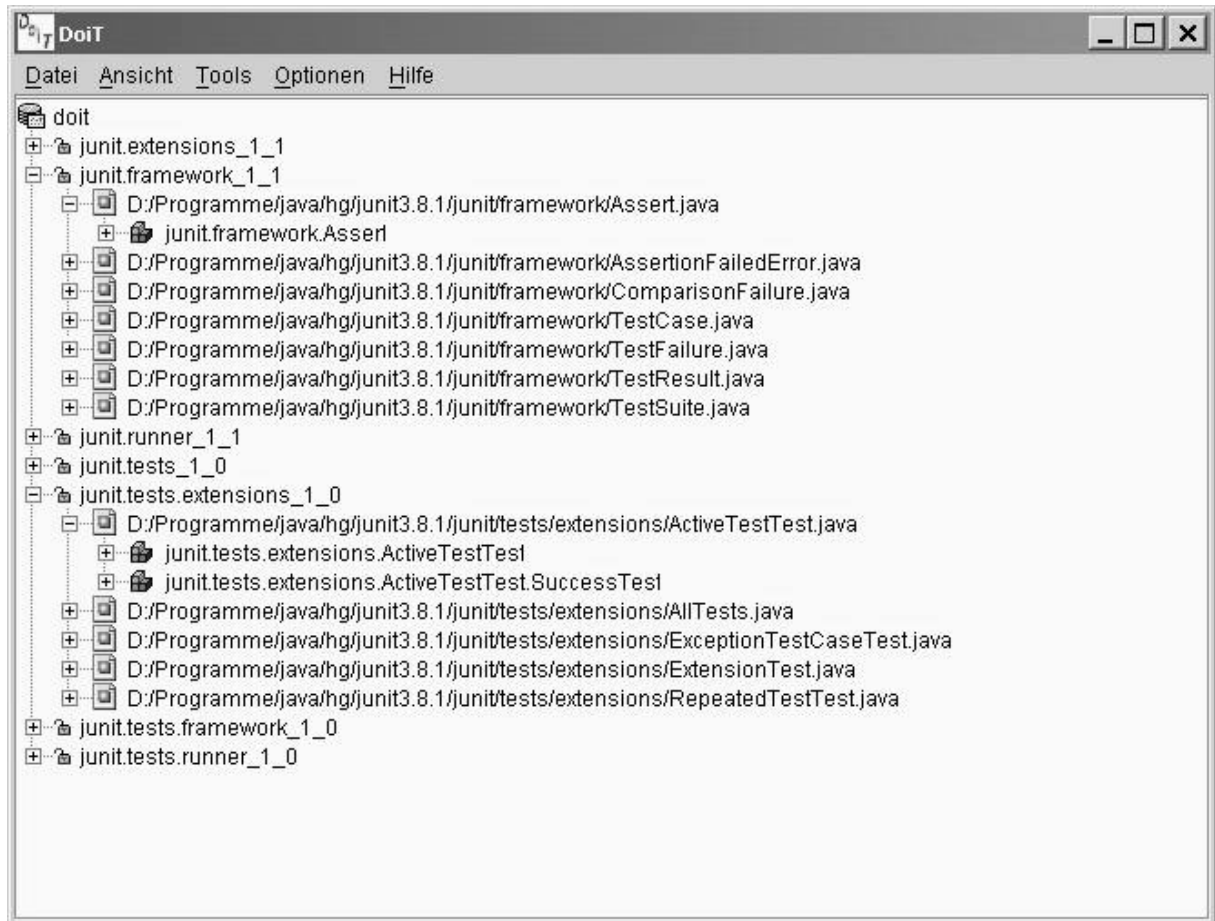 DoiT DoiT
Datei Ansicht Tools Optionen Hilfe
doit
junit.extensions_1_1
junit.framework_1_1
D:/Programme/java/hg/junit3.8.1/junit/framework/Assert.java
junit.framework.Assert
D:/Programme/java/hg/junit3.8.1/junit/framework/AssertionFailedError.java
D:/Programme/java/hg/junit3.8.1/junit/framework/ComparisonFailure.java
D:/Programme/java/hg/junit3.8.1/junit/framework/TestCase.java
D:/Programme/java/hg/junit3.8.1/junit/framework/TestFailure.java
D:/Programme/java/hg/junit3.8.1/junit/framework/TestResult.java
D:/Programme/java/hg/junit3.8.1/junit/framework/TestSuite.java
junit.runner_1_1
junit.tests_1_0
junit.tests.extensions_1_0
D:/Programme/java/hg/junit3.8.1/junit/tests/extensions/ActiveTestTest.java
junit.tests.extensions.ActiveTestTest
junit.tests.extensions.ActiveTestTest.SuccessTest
D:/Programme/java/hg/junit3.8.1/junit/tests/extensions/AllTests.java
D:/Programme/java/hg/junit3.8.1/junit/tests/extensions/ExceptionTestCaseTest.java
D:/Programme/java/hg/junit3.8.1/junit/tests/extensions/ExtensionTest.java
D:/Programme/java/hg/junit3.8.1/junit/tests/extensions/RepeatedTestTest.java
junit.tests.framework_1_0
junit.tests.runner_1_0